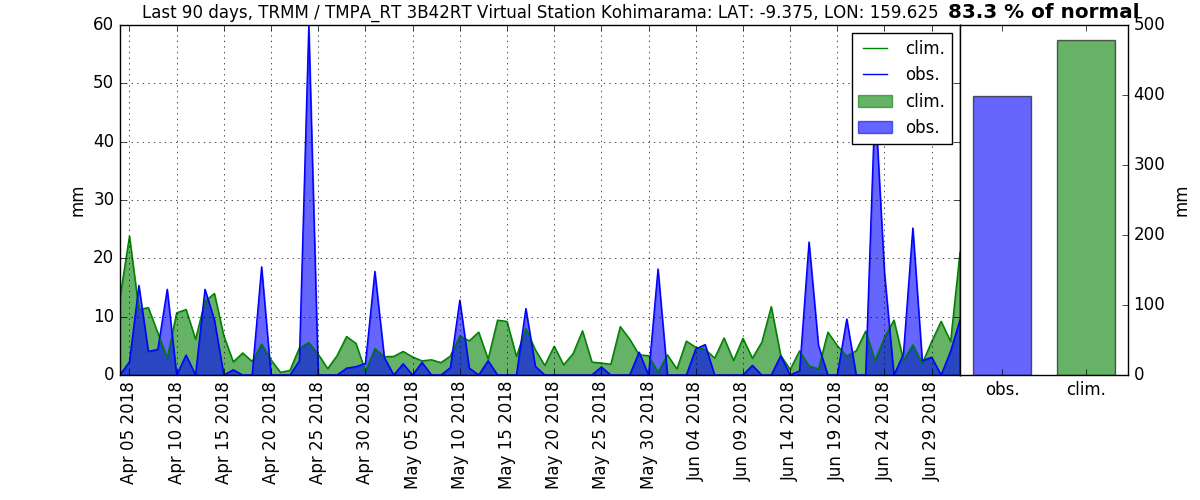 Last 90 days, TRMM / TMPA_RT 3B42RT Virtual Station Kohimarama: LAT: -9.375, LON: 159.625 83.3 % of normal
clim.
obs.
clim.
obs.
mm
60
50
40
30
20
10
0
Apr 05 2018
Apr 10 2018
Apr 15 2018
Apr 20 2018
Apr 25 2018
Apr 30 2018
May 05 2018
May 10 2018
May 15 2018
May 20 2018
May 25 2018
May 30 2018
Jun 04 2018
Jun 09 2018
Jun 14 2018
Jun 19 2018
Jun 24 2018
Jun 29 2018
500
400
300
200
100
0
mm
obs. clim.